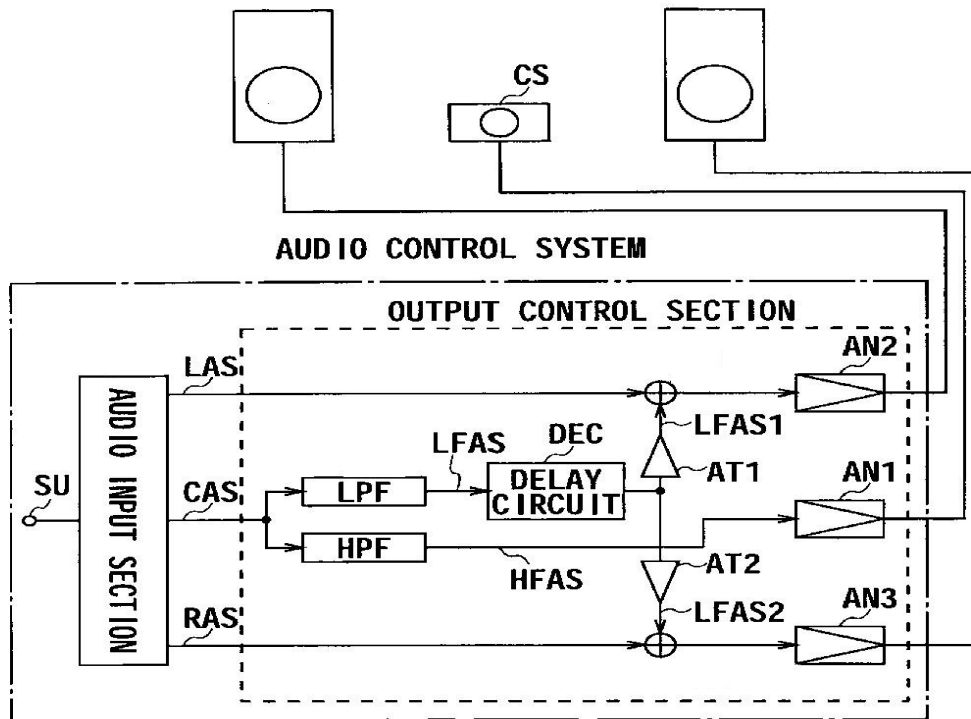 CS
AUDIO CONTROL SYSTEM
OUTPUT CONTROL SECTION
LAS
AN2
LFAS1
LFAS
DEC
AT1
SU
AUDIO INPUT SECTION
CAS
LPF
DELAY
CIRCUIT
AN1
HPF
HFAS
AT2
RAS
LFAS2
AN3